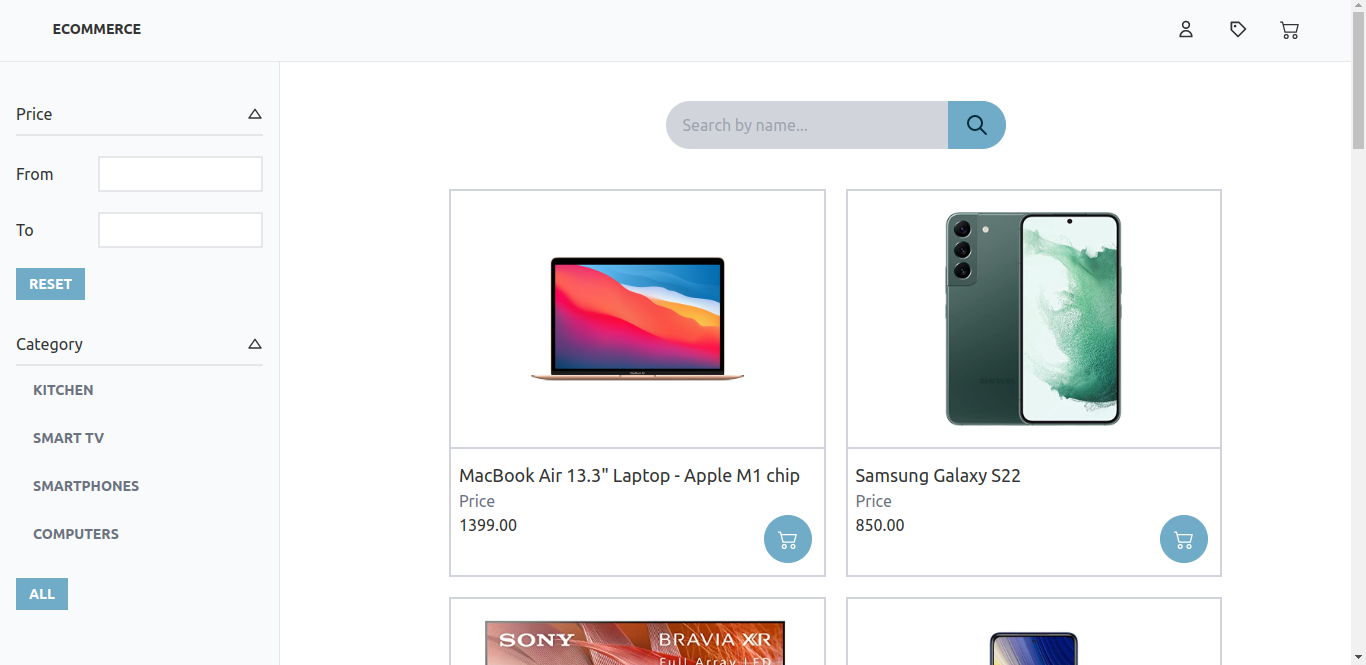 ECOMMERCE
Price
From
To
RESET
Category
KITCHEN
SMART TV
SMARTPHONES
COMPUTERS
ALL
Search by name...
MacBook Air 13.3" Laptop - Apple M1 chip
Price
1399.00
Samsung Galaxy S22
Price
850.00
SONY
BRAVIA XR
Full Array LED